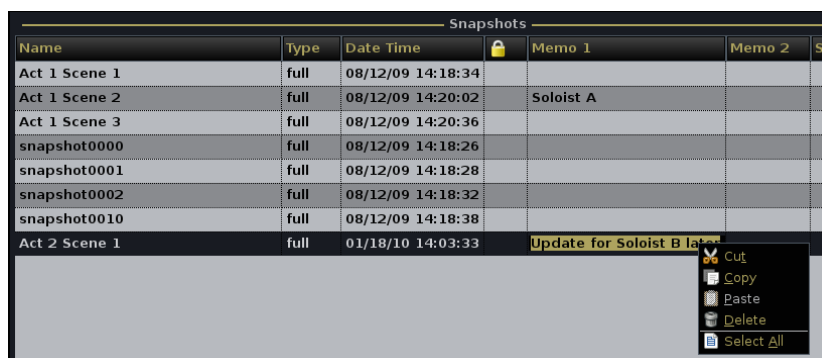 Snapshots
Name Type Date Time Memo 1 Memo 2 S
Act 1 Scene 1 full 08/12/09 14:18:34
Act 1 Scene 2 full 08/12/09 14:20:02 Soloist A
Act 1 Scene 3 full 08/12/09 14:20:36
snapshot0000 full 08/12/09 14:18:26
snapshot0001 full 08/12/09 14:18:28
snapshot0002 full 08/12/09 14:18:32
snapshot0010 full 08/12/09 14:18:38
Act 2 Scene 1 full 01/18/10 14:03:33 Update for Soloist B later
Cut
Copy
Paste
Delete
Select All